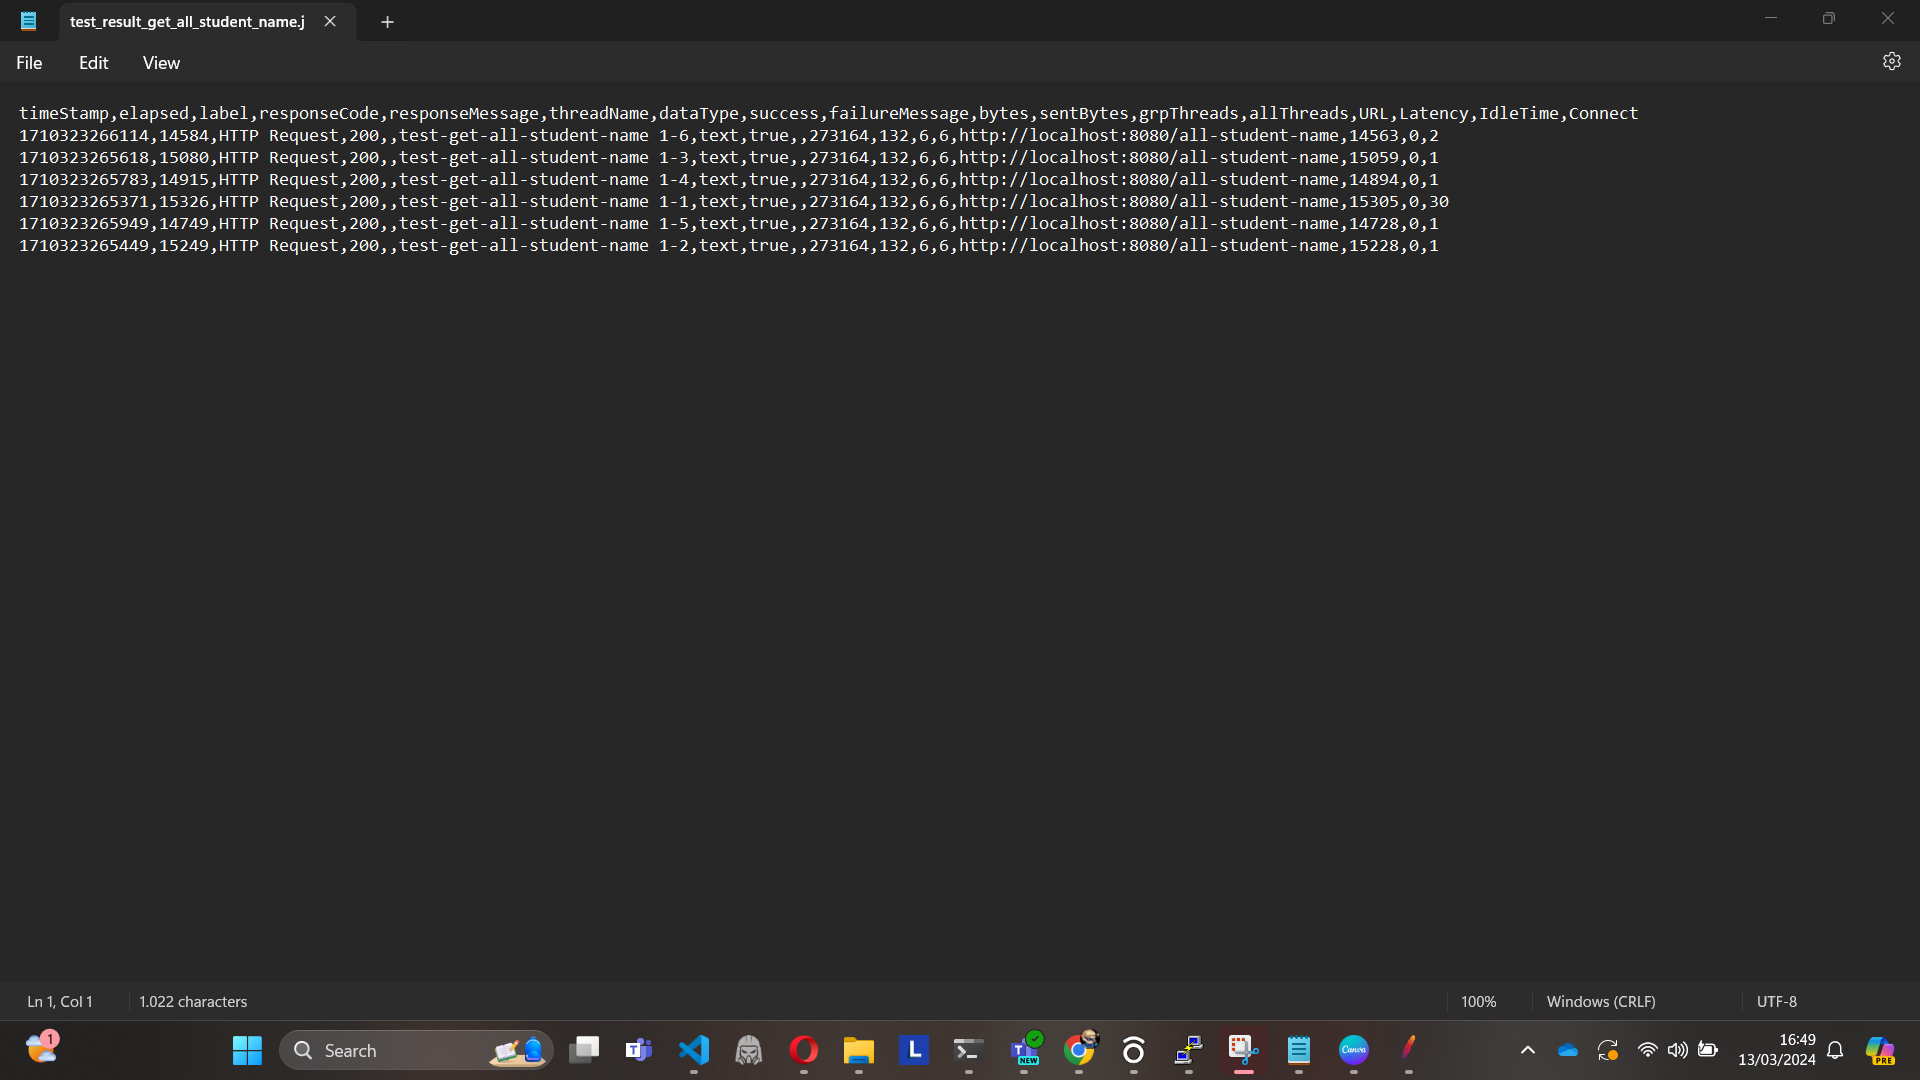 test_result_get_all_student_name.j
File Edit View
timeStamp,elapsed,label,responseCode,responseMessage,threadName,dataType,success,failureMessage,bytes,sentBytes,grpThreads,allThreads,URL,Latency,IdleTime,Connect
1710323266114,14584,HTTP Request,200,,test-get-all-student-name 1-6,text,true,,273164,132,6,6,http://localhost:8080/all-student-name,14563,0,2
1710323265618,15080,HTTP Request,200,,test-get-all-student-name 1-3,text,true,,273164,132,6,6,http://localhost:8080/all-student-name,15059,0,1
1710323265783,14915,HTTP Request,200,,test-get-all-student-name 1-4,text,true,,273164,132,6,6,http://localhost:8080/all-student-name,14894,0,1
1710323265371,15326,HTTP Request,200,,test-get-all-student-name 1-1,text,true,,273164,132,6,6,http://localhost:8080/all-student-name,15305,0,30
1710323265949,14749,HTTP Request,200,,test-get-all-student-name 1-5,text,true,,273164,132,6,6,http://localhost:8080/all-student-name,14728,0,1
1710323265449,15249,HTTP Request,200,,test-get-all-student-name 1-2,text,true,,273164,132,6,6,http://localhost:8080/all-student-name,15228,0,1
Ln 1, Col 1 1.022 characters 100% Windows (CRLF) UTF-8
1 Search T L T NEW Canva 16:49 PRE
13/03/2024